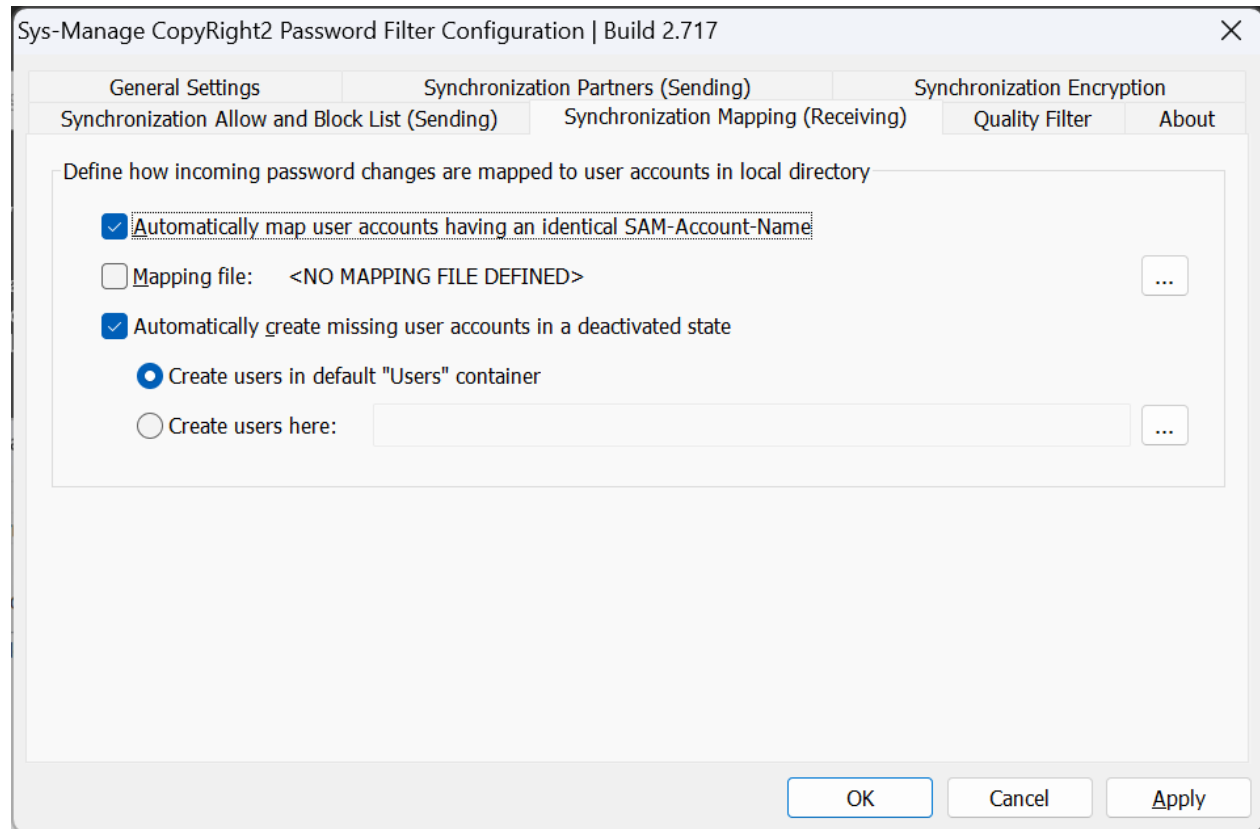 Sys-Manage CopyRight2 Password Filter Configuration | Build 2.717
General Settings
Synchronization Partners (Sending)
Synchronization Encryption
Synchronization Allow and Block List (Sending)
Synchronization Mapping (Receiving)
Quality Filter
About
Define how incoming password changes are mapped to user accounts in local directory
Automatically map user accounts having an identical SAM-Account-Name
Mapping file: <NO MAPPING FILE DEFINED>
...
Automatically create missing user accounts in a deactivated state
Create users in default "Users" container
Create users here:
...
OK
Cancel
Apply